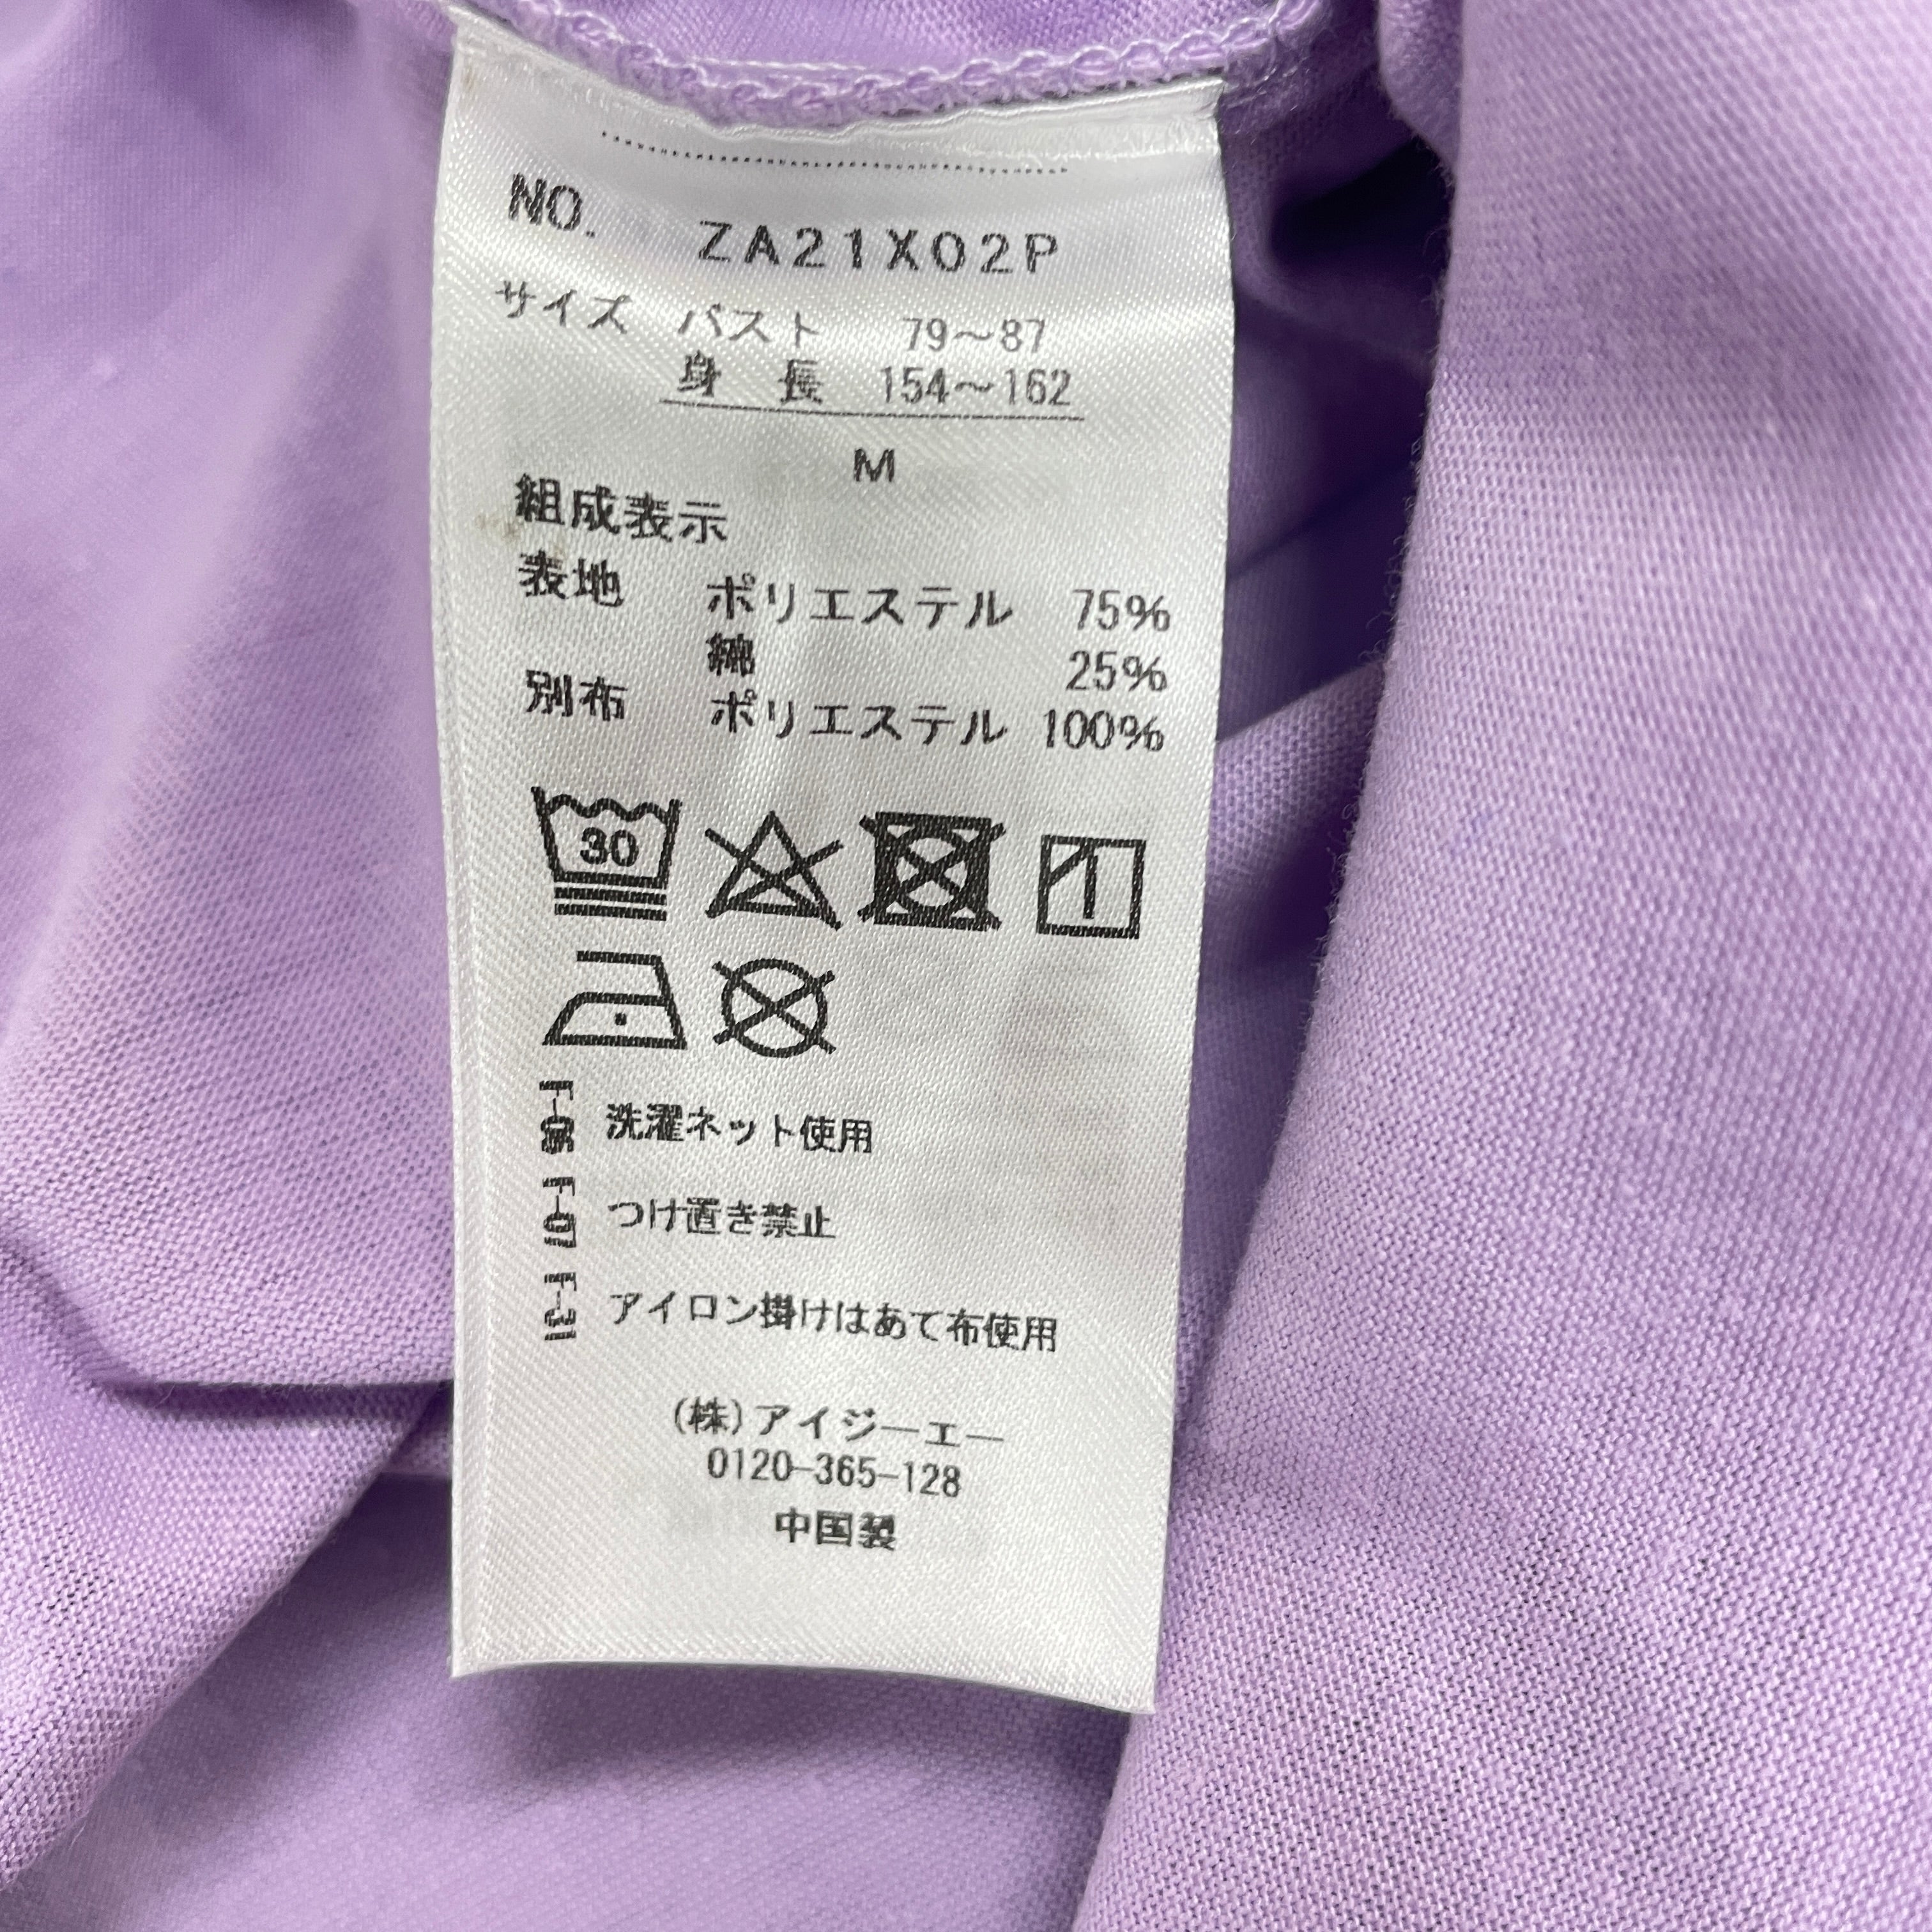 NO. ZA21X02P
サイズ バスト 79～87
身長 154～162
M
組成表示
表地 ポリエステル 75%
綿 25%
別布 ポリエステル 100%
30
F-06 洗濯ネット使用
F-07 つけ置き禁止
F-31 アイロン掛けはあて布使用
(株)アイジーエー
0120-365-128
中国製